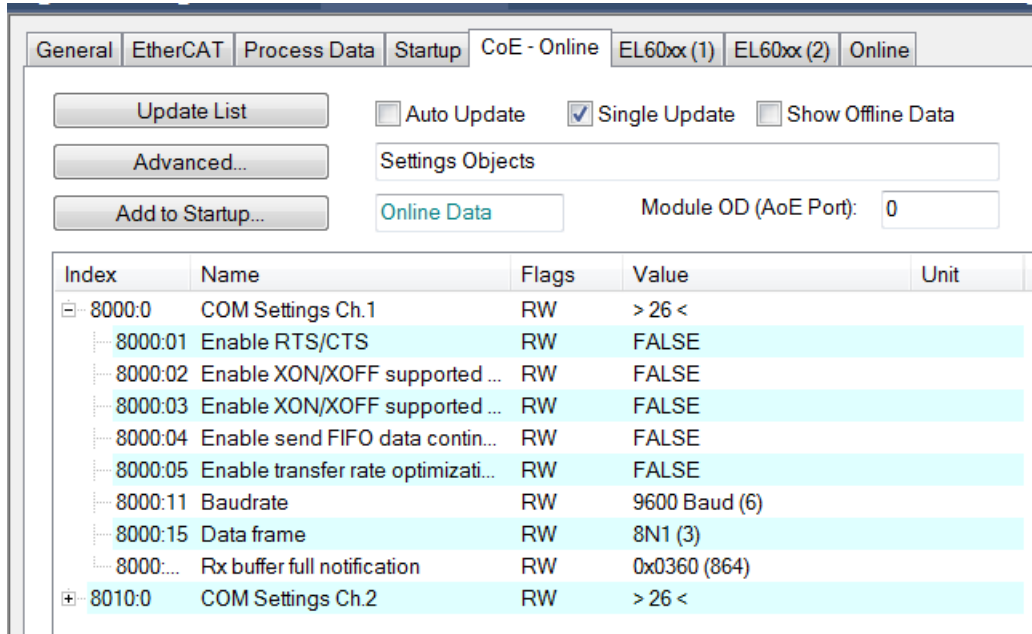 General EtherCAT Process Data Startup CoE - Online EL60xx (1) EL60xx (2) Online
Update List Auto Update Single Update Show Offline Data
Advanced... Settings Objects
Add to Startup... Online Data Module OD (AoE Port): 0
Index Name Flags Value Unit
8000:0 COM Settings Ch.1 RW > 26 <
8000:01 Enable RTS/CTS RW FALSE
8000:02 Enable XON/XOFF supported ... RW FALSE
8000:03 Enable XON/XOFF supported ... RW FALSE
8000:04 Enable send FIFO data contin... RW FALSE
8000:05 Enable transfer rate optimizati... RW FALSE
8000:11 Baudrate RW 9600 Baud (6)
8000:15 Data frame RW 8N1 (3)
8000:... Rx buffer full notification RW 0x0360 (864)
8010:0 COM Settings Ch.2 RW > 26 <